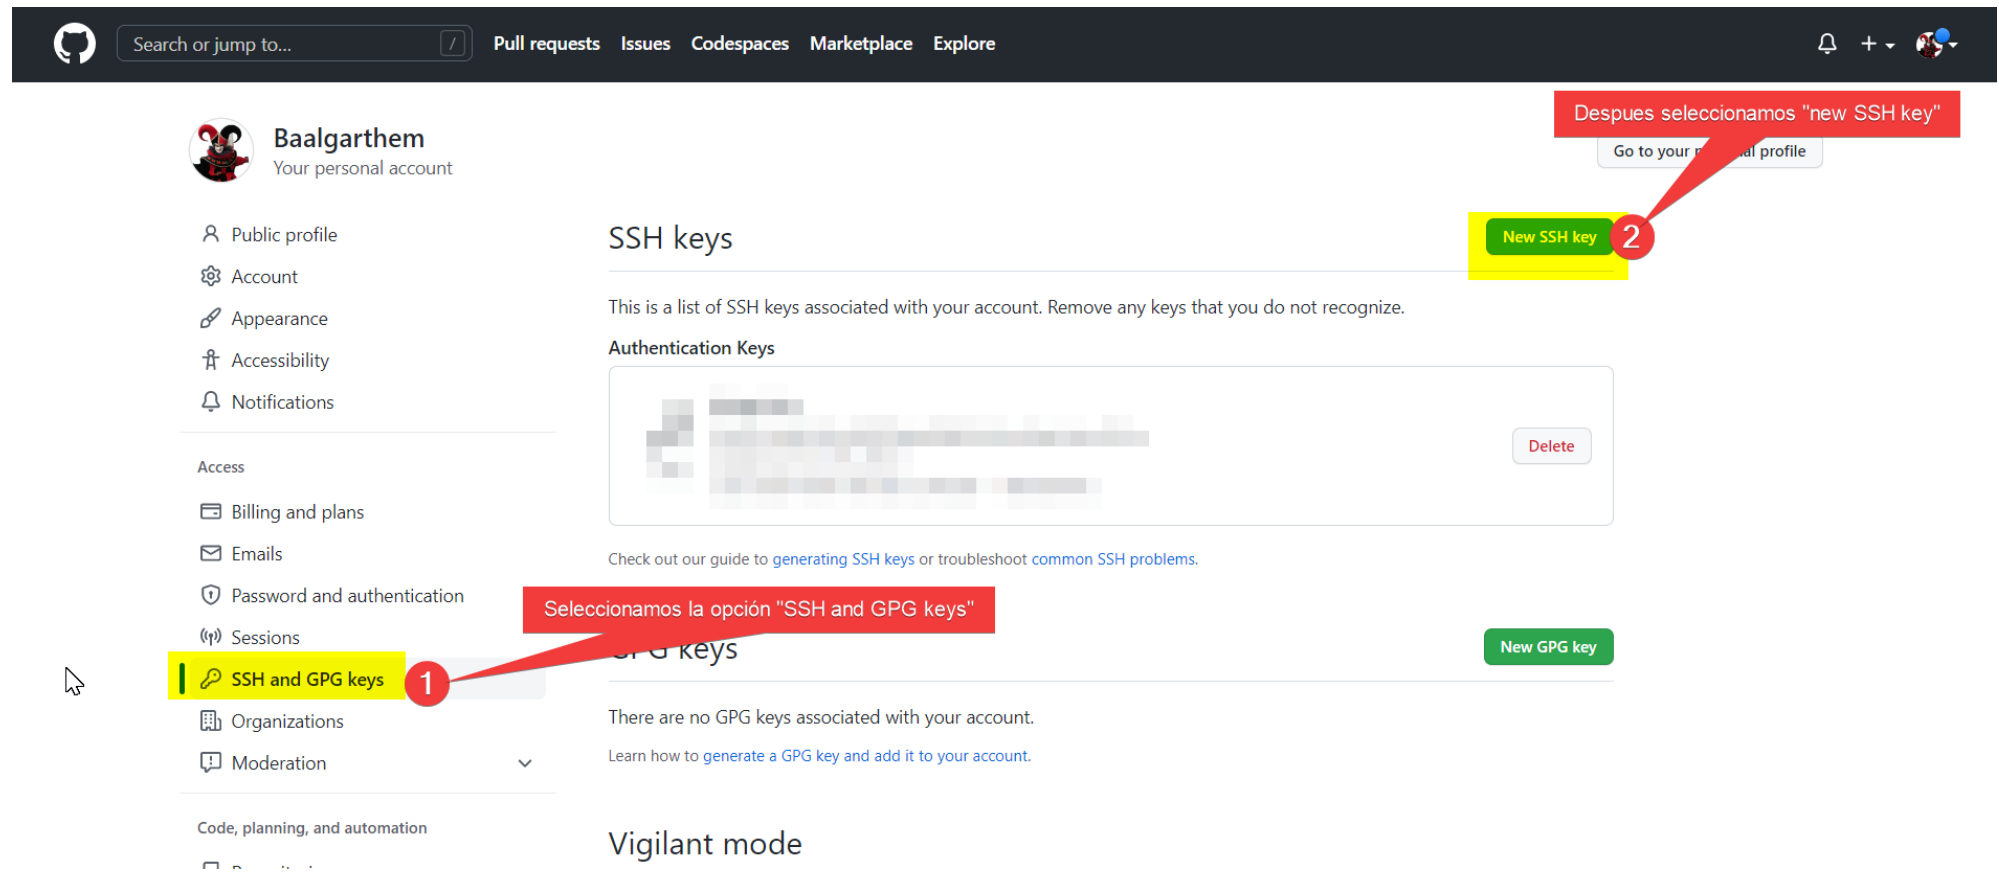 Search or jump to... /
Pull requests Issues Codespaces Marketplace Explore
Despues seleccionamos "new SSH key"
Baalgarthem
Your personal account
Go to your profile
Public profile
Account
Appearance
Accessibility
Notifications
Access
Billing and plans
Emails
Password and authentication
Sessions
SSH and GPG keys
1
Organizations
Moderation
Code, planning, and automation
SSH keys
New SSH key
2
This is a list of SSH keys associated with your account. Remove any keys that you do not recognize.
Authentication Keys
Delete
Check out our guide to generating SSH keys or troubleshoot common SSH problems.
Seleccionamos la opción "SSH and GPG keys"
GPG keys
New GPG key
There are no GPG keys associated with your account.
Learn how to generate a GPG key and add it to your account.
Vigilant mode